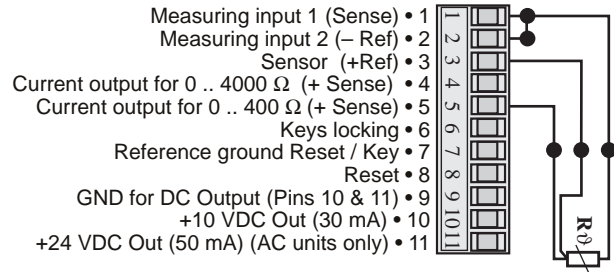 Measuring input 1 (Sense) • 1
Measuring input 2 (– Ref) • 2
Sensor (+Ref) • 3
Current output for 0 .. 4000 Ω (+ Sense) • 4
Current output for 0 .. 400 Ω (+ Sense) • 5
Keys locking • 6
Reference ground Reset / Key • 7
Reset • 8
GND for DC Output (Pins 10 & 11) • 9
+10 VDC Out (30 mA) • 10
+24 VDC Out (50 mA) (AC units only) • 11
1
2
3
4
5
6
7
8
9
10
11
Rϑ